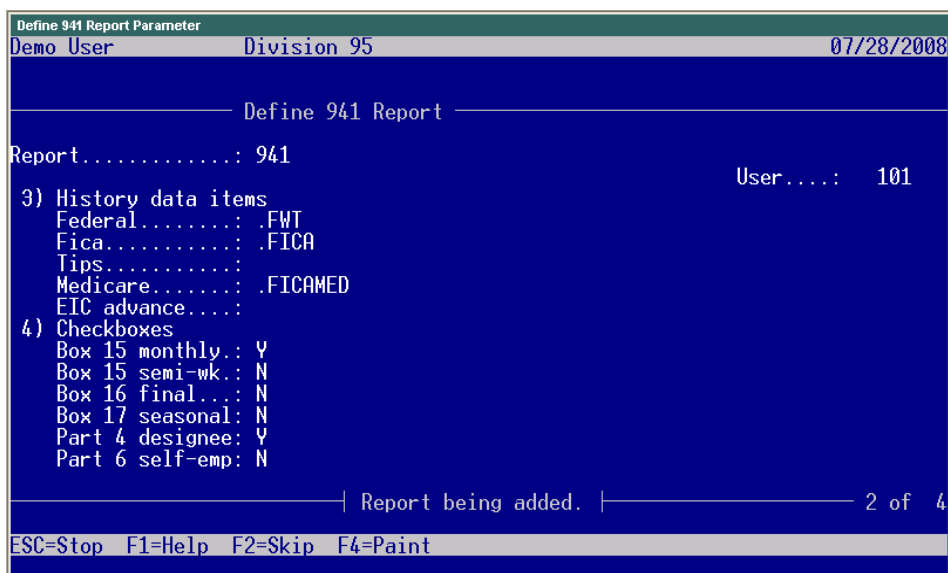 Define 941 Report Parameter
Demo User Division 95 07/28/2008
Define 941 Report
Report.............: 941
User....: 101
3) History data items
Federal........: .FWT
Fica...........: .FICA
Tips...........:
Medicare.......: .FICAMED
EIC advance....:
4) Checkboxes
Box 15 monthly.: Y
Box 15 semi-wk.: N
Box 16 final...: N
Box 17 seasonal: N
Part 4 designee: Y
Part 6 self-emp: N
Report being added. 2 of 4
ESC=Stop F1=Help F2=Skip F4=Paint